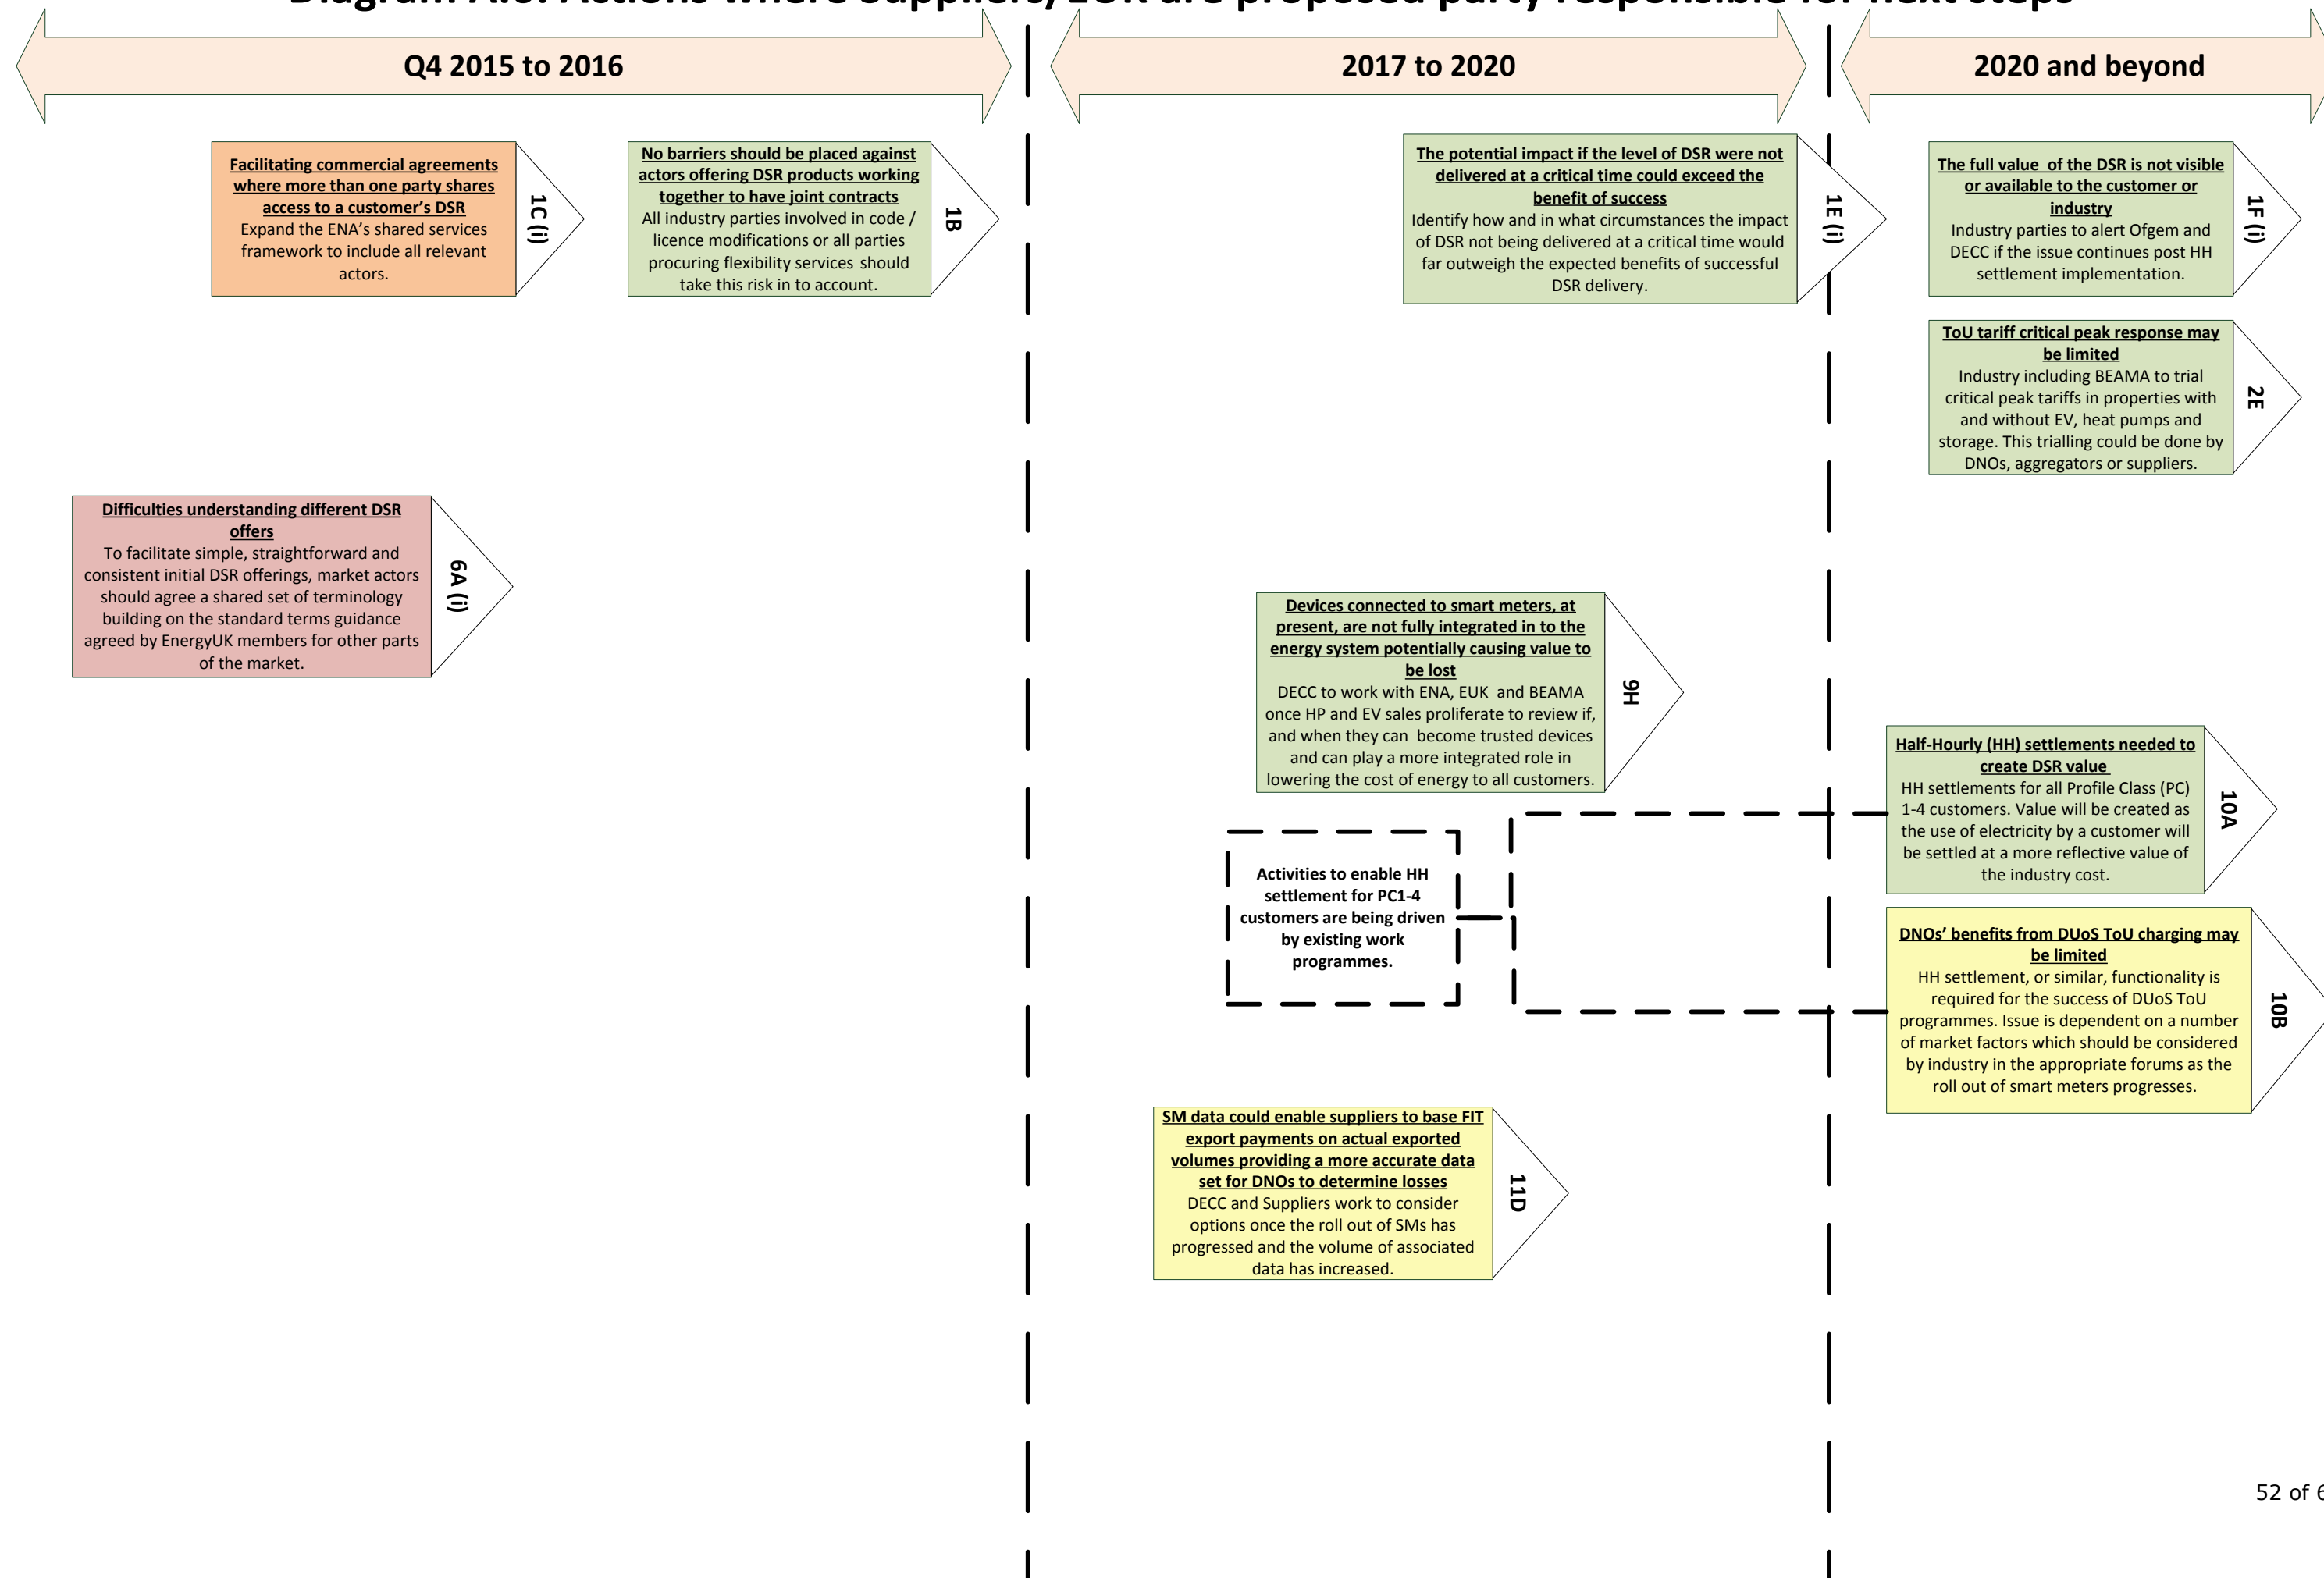 Diagram A.6: Actions where Suppliers/EUK are proposed party responsible for next steps
Q4 2015 to 2016
2017 to 2020
2020 and beyond
Facilitating commercial agreements
where more than one party shares
access to a customer's DSR
Expand the ENA's shared services
framework to include all relevant
actors.
1C (i)
No barriers should be placed against
actors offering DSR products working
together to have joint contracts
All industry parties involved in code /
licence modifications or all parties
procuring flexibility services should
take this risk in to account.
1B
The potential impact if the level of DSR were not
delivered at a critical time could exceed the
benefit of success
Identify how and in what circumstances the impact
of DSR not being delivered at a critical time would
far outweigh the expected benefits of successful
DSR delivery.
1E (i)
The full value of the DSR is not visible
or available to the customer or
industry
Industry parties to alert Ofgem and
DECC if the issue continues post HH
settlement implementation.
1F (i)
ToU tariff critical peak response may
be limited
Industry including BEAMA to trial
critical peak tariffs in properties with
and without EV, heat pumps and
storage. This trialling could be done by
DNOs, aggregators or suppliers.
2E
Difficulties understanding different DSR
offers
To facilitate simple, straightforward and
consistent initial DSR offerings, market actors
should agree a shared set of terminology
building on the standard terms guidance
agreed by EnergyUK members for other parts
of the market.
6A (i)
Devices connected to smart meters, at
present, are not fully integrated in to the
energy system potentially causing value to
be lost
DECC to work with ENA, EUK and BEAMA
once HP and EV sales proliferate to review if,
and when they can become trusted devices
and can play a more integrated role in
lowering the cost of energy to all customers.
9H
Half-Hourly (HH) settlements needed to
create DSR value
HH settlements for all Profile Class (PC)
1-4 customers. Value will be created as
the use of electricity by a customer will
be settled at a more reflective value of
the industry cost.
10A
Activities to enable HH
settlement for PC1-4
customers are being driven
by existing work
programmes.
DNOs' benefits from DUoS ToU charging may
be limited
HH settlement, or similar, functionality is
required for the success of DUoS ToU
programmes. Issue is dependent on a number
of market factors which should be considered
by industry in the appropriate forums as the
roll out of smart meters progresses.
10B
SM data could enable suppliers to base FIT
export payments on actual exported
volumes providing a more accurate data
set for DNOs to determine losses
DECC and Suppliers work to consider
options once the roll out of SMs has
progressed and the volume of associated
data has increased.
11D
52 of 6